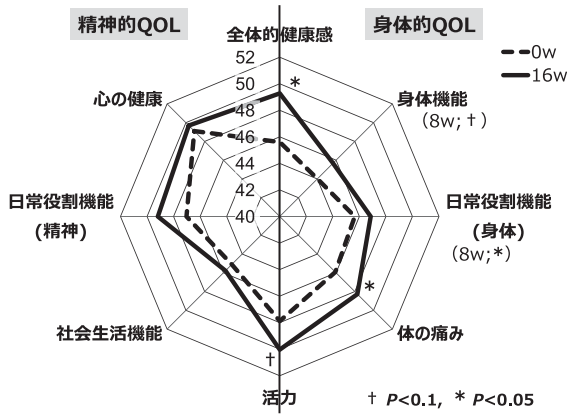 精神的QOL
身体的QOL
全体的健康感
0w
16w
52
50
48
46
44
42
40
*
心の健康
身体機能
(8w;†)
日常役割機能
(精神)
日常役割機能
(身体)
(8w;*)
*
社会生活機能
体の痛み
†
活力
† P<0.1, * P<0.05